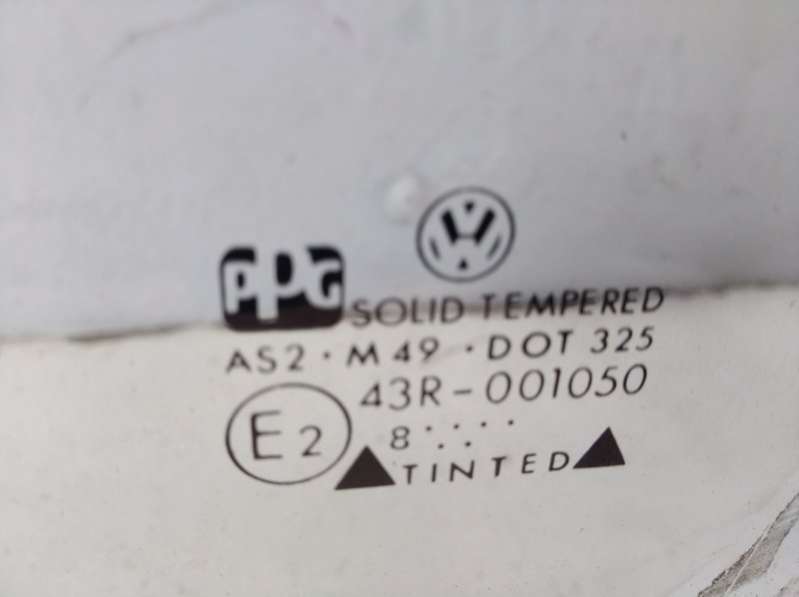 PPG
SOLID TEMPERED
AS2 · M49 · DOT 325
43R-001050
E2
8
TINTED